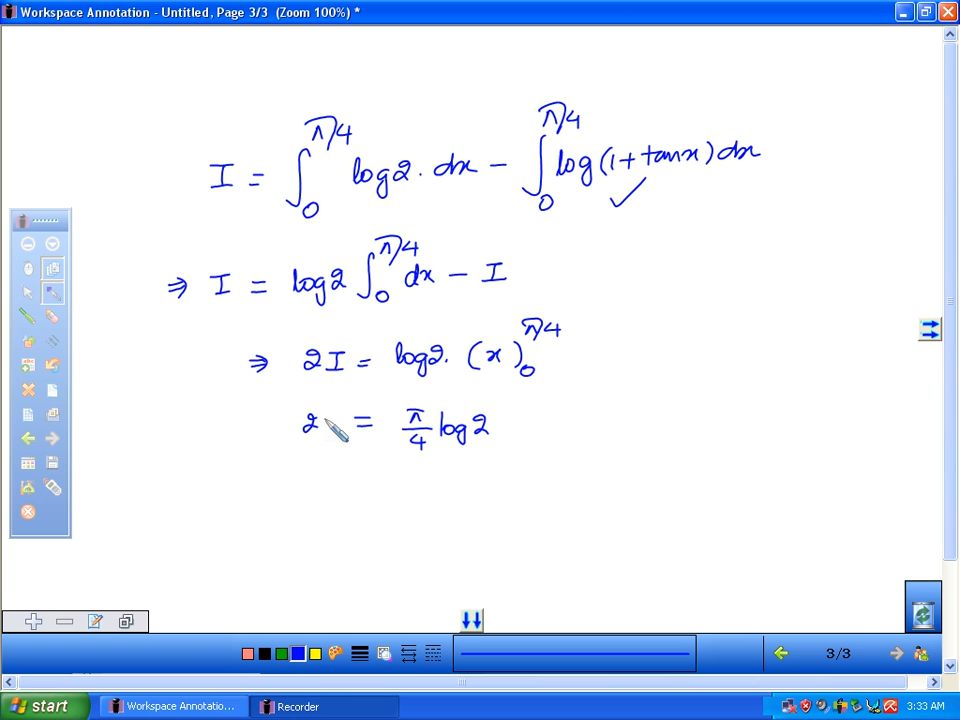 Workspace Annotation - Untitled, Page 3/3 (Zoom 100%) *
I = ∫₀^{π/4} log2 . dx − ∫₀^{π/4} log(1 + tanx) dx
⇒ I = log2 ∫₀^{π/4} dx − I
⇒ 2I = log2. (x)₀^{π/4}
2 = π/4 log2
3/3
start
Workspace Annotatio...
Recorder
3:33 AM